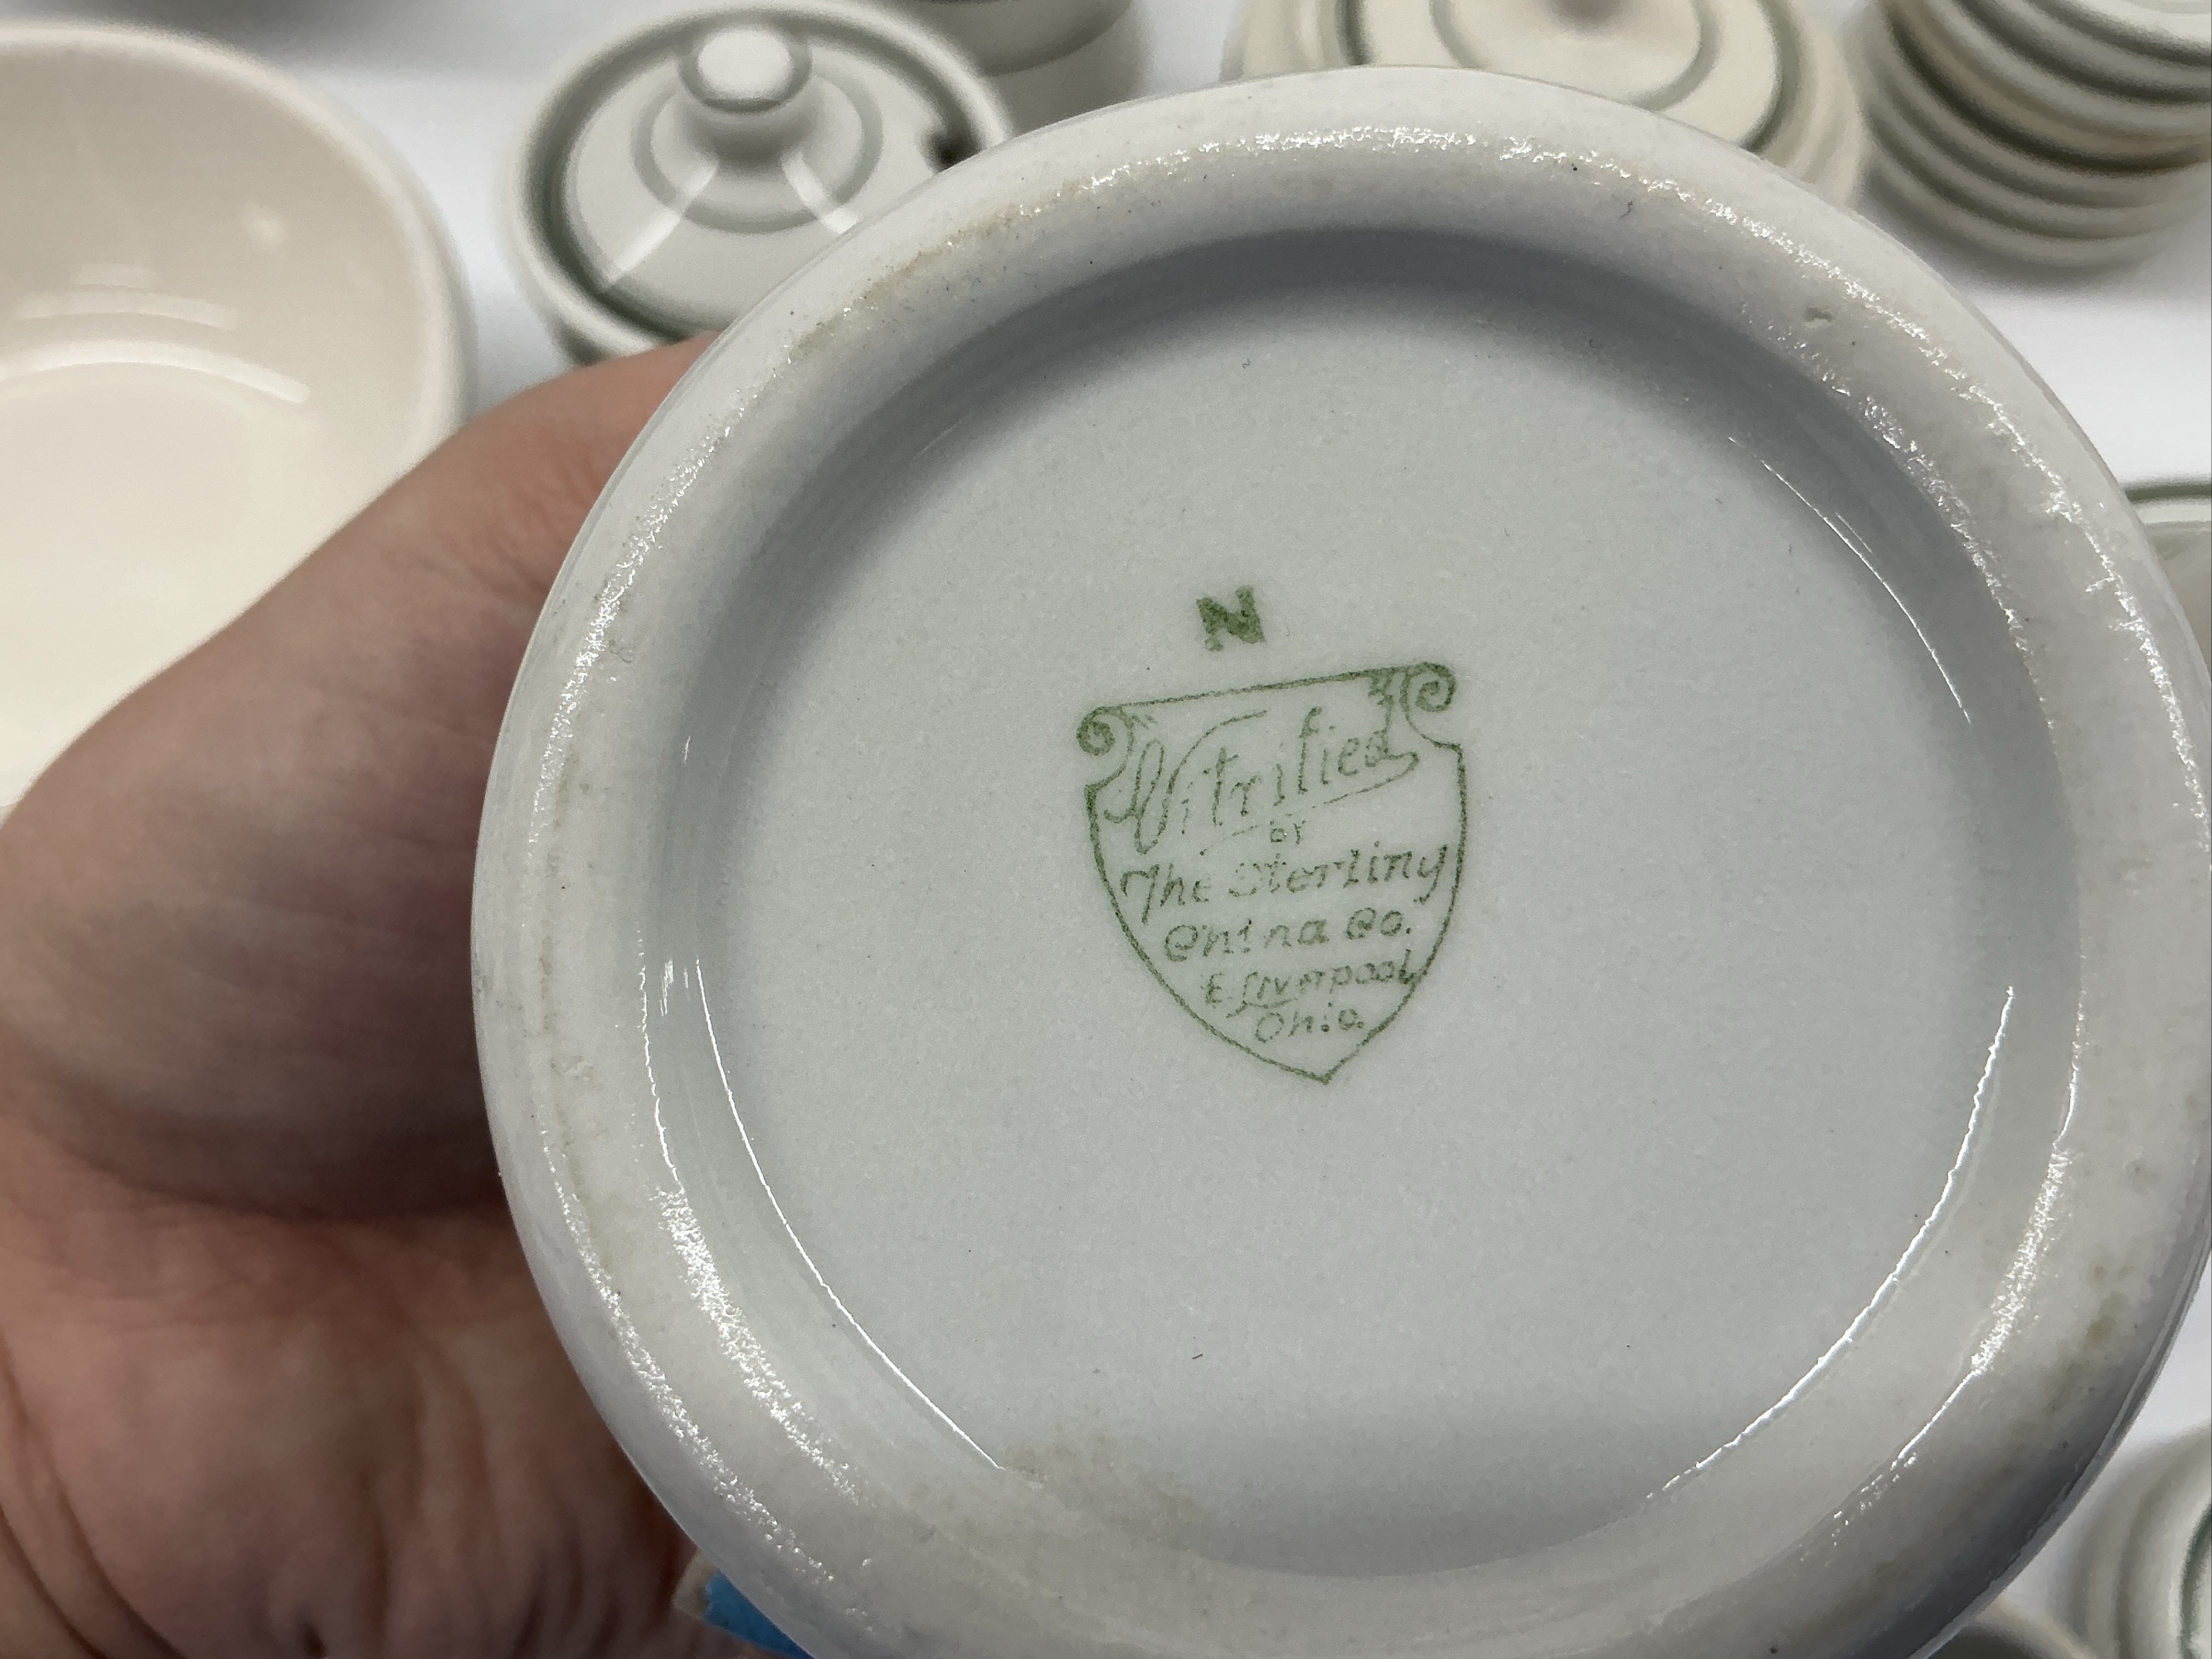 N
Vitrified
BY
The Sterling
China Co.
E. Liverpool,
Ohio.